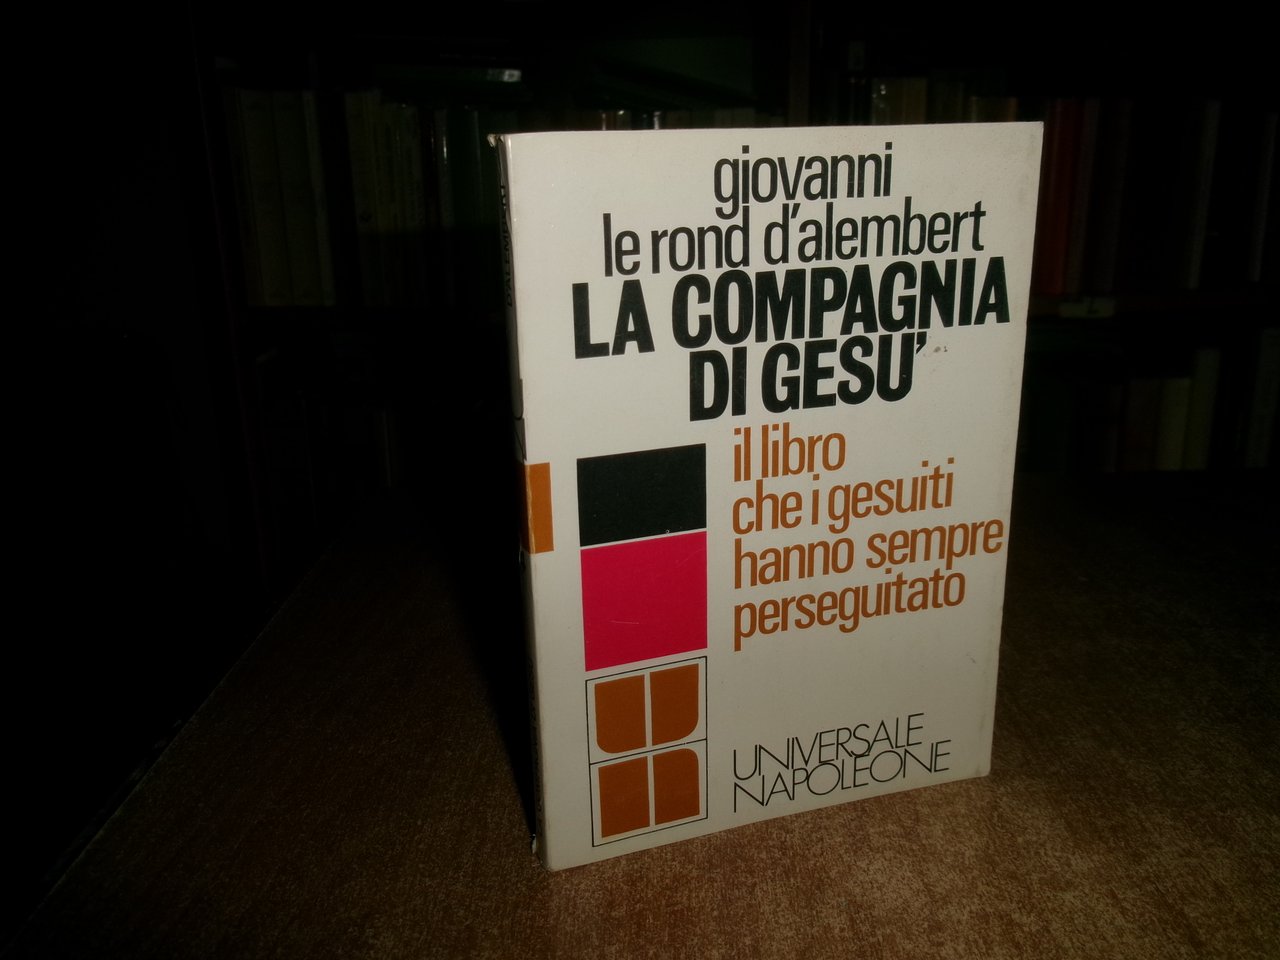 giovanni
le rond d'alembert
LA COMPAGNIA
DI GESU'
il libro
che i gesuiti
hanno sempre
perseguitato
UNIVERSALE
NAPOLEONE